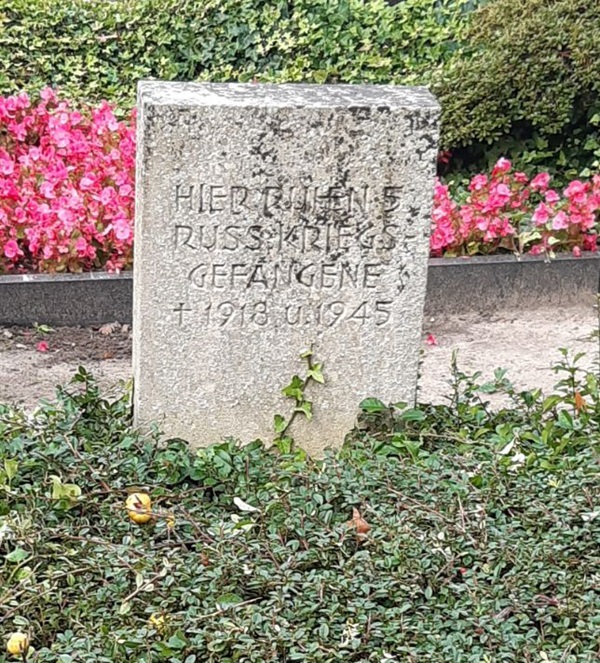 HIER RUHEN 5
RUSS. KRIEGS-
GEFANGENE
† 1918 u. 1945